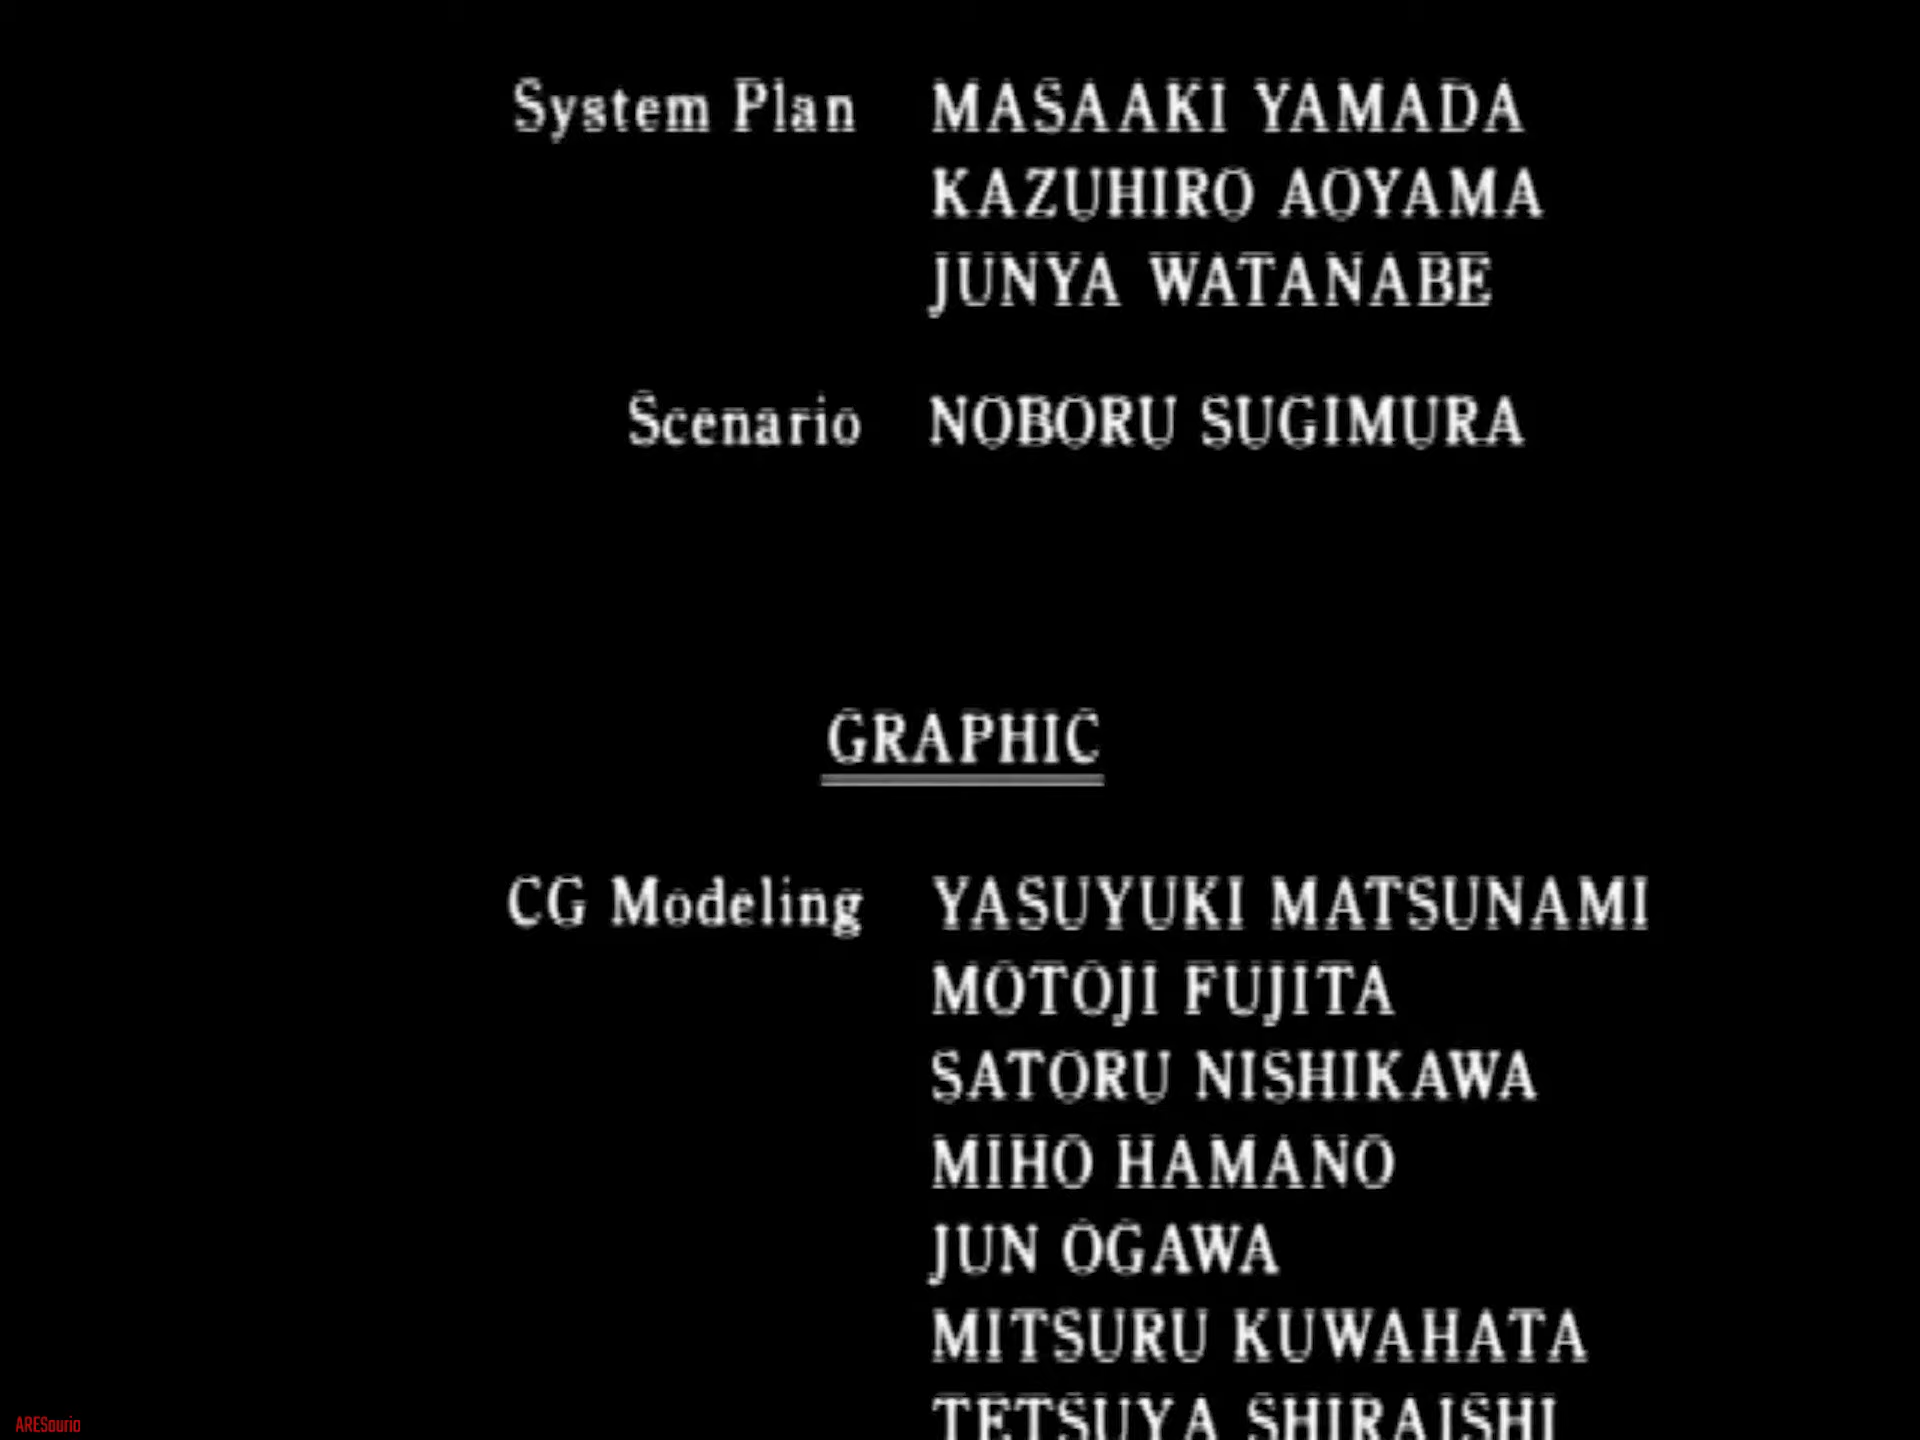 System Plan MASAAKI YAMADA
KAZUHIRO AOYAMA
JUNYA WATANABE
Scenario NOBORU SUGIMURA
GRAPHIC
CG Modeling YASUYUKI MATSUNAMI
MOTOJI FUJITA
SATORU NISHIKAWA
MIHO HAMANO
JUN OGAWA
MITSURU KUWAHATA
TETSUYA SHIRAISHI
ARESourio